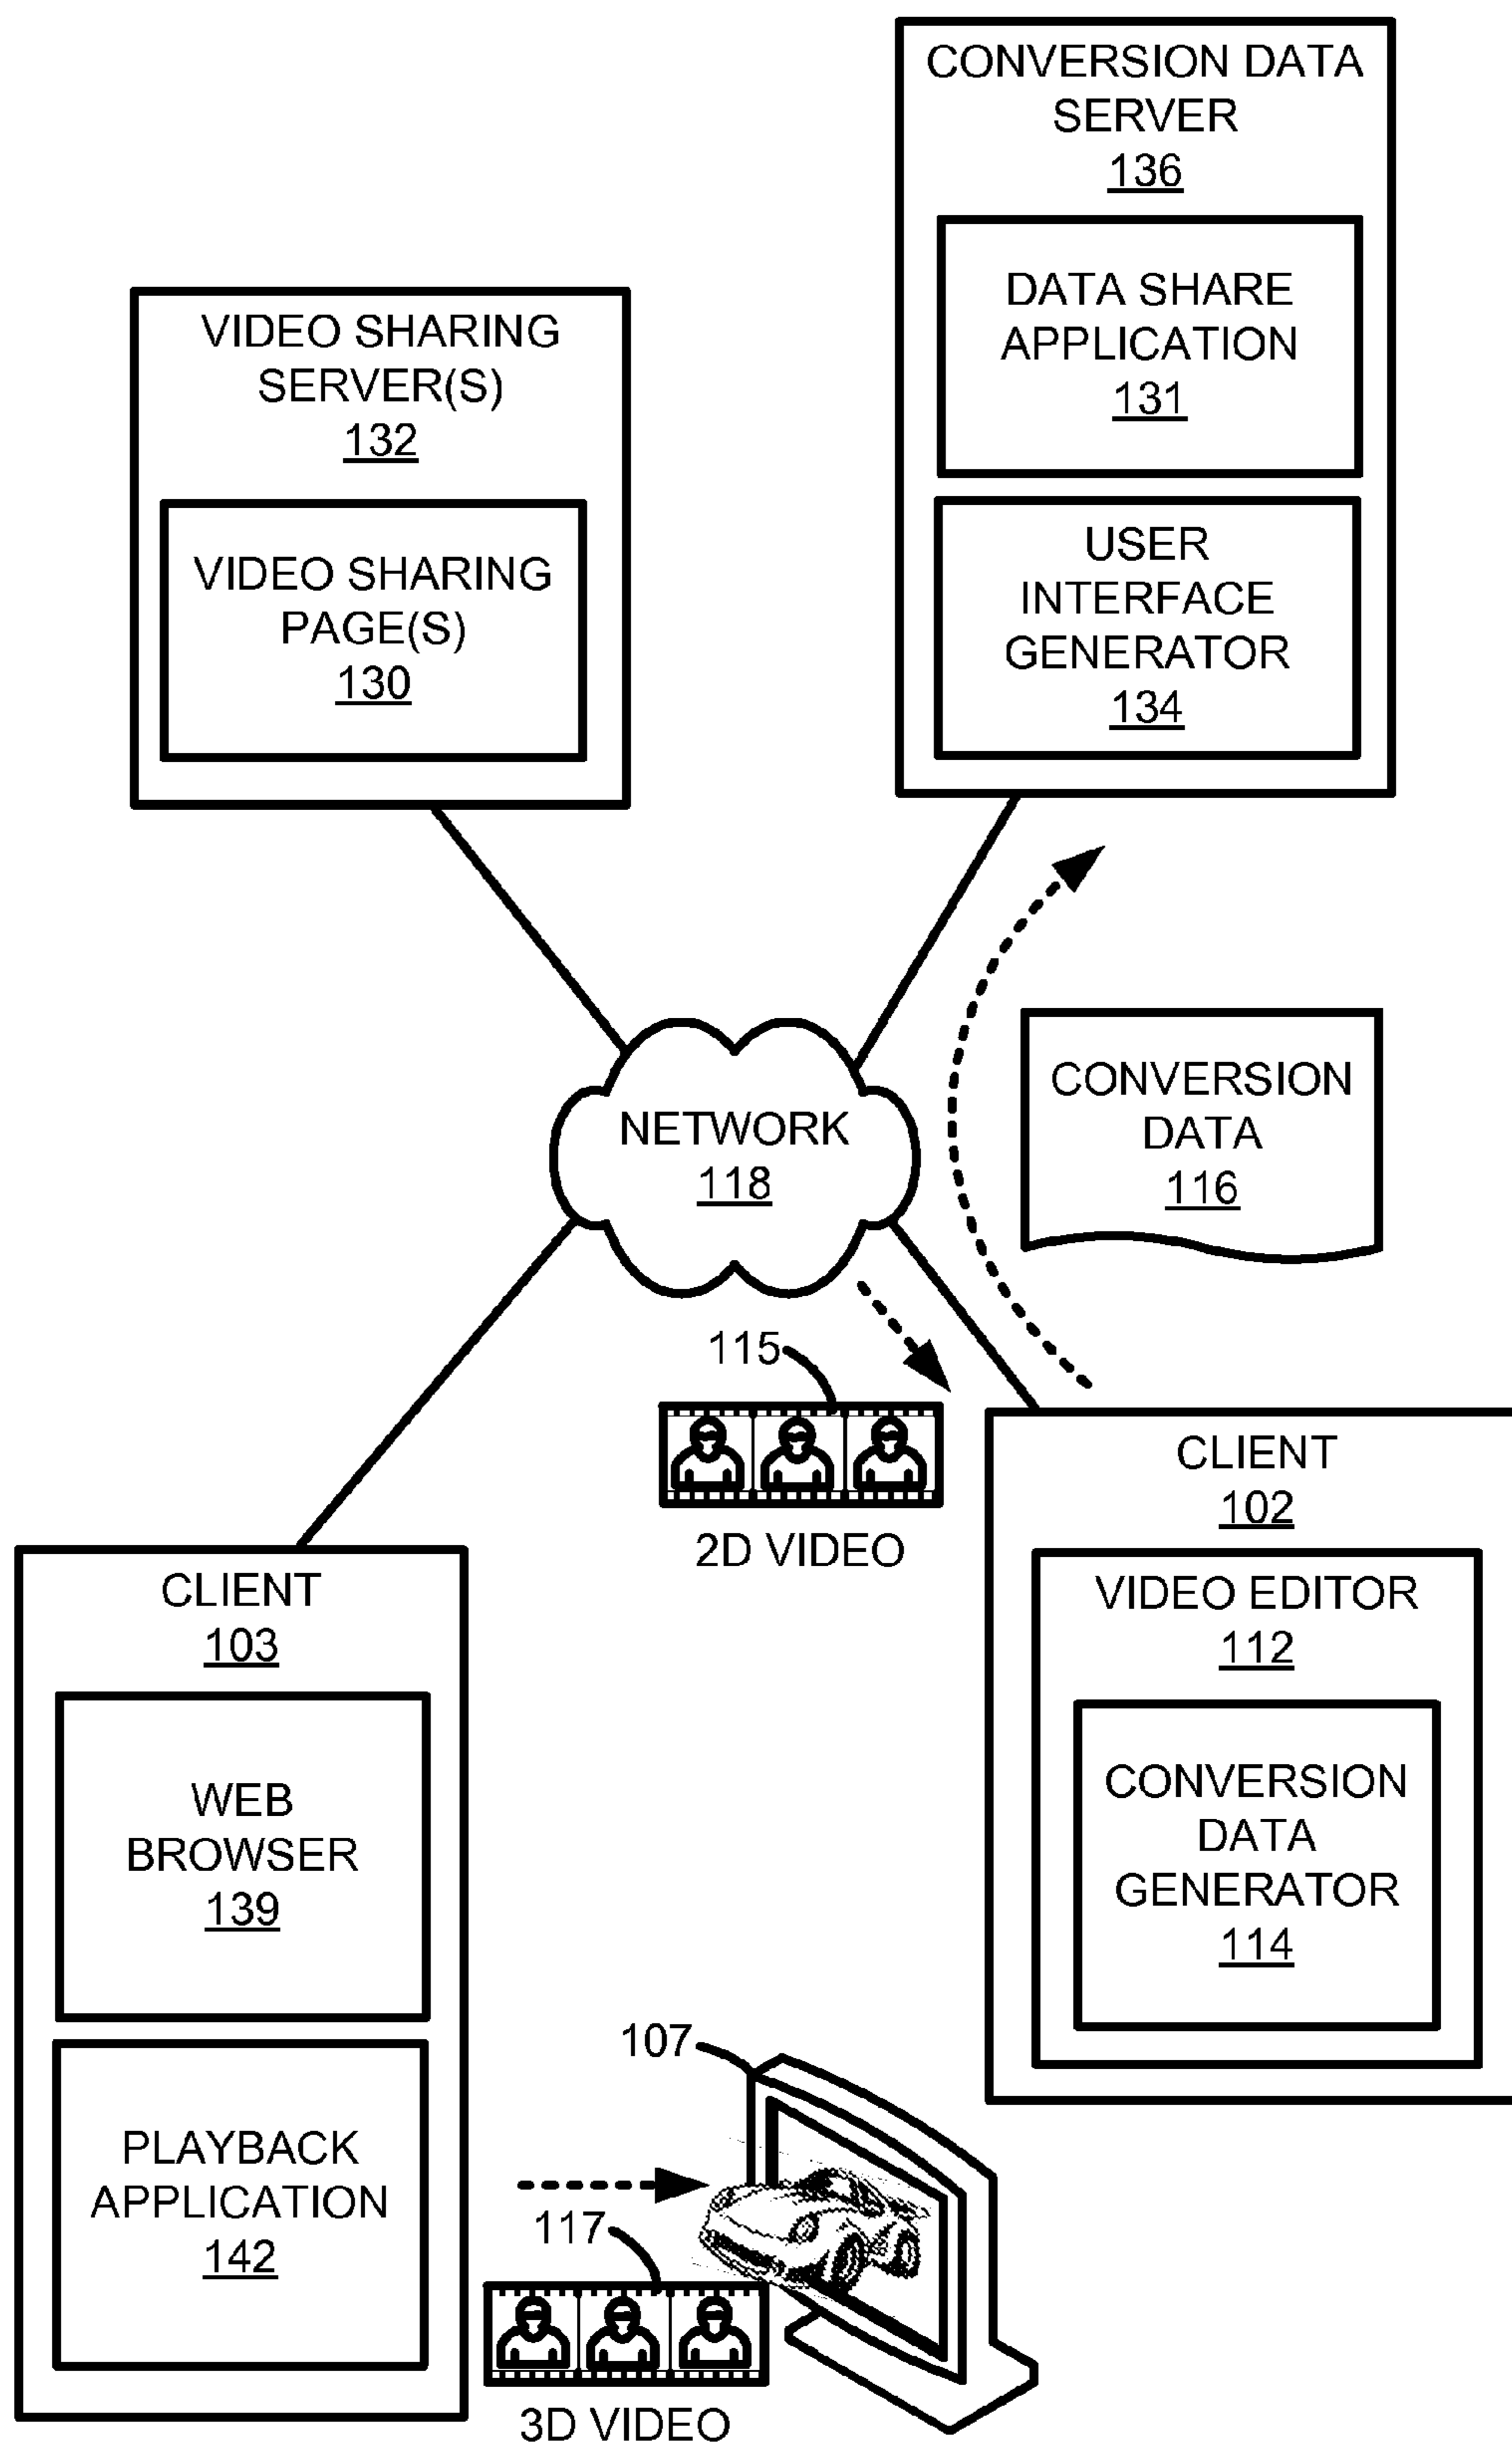 CONVERSION DATA
SERVER
136
DATA SHARE
APPLICATION
131
USER
INTERFACE
GENERATOR
134
VIDEO SHARING
SERVER(S)
132
VIDEO SHARING
PAGE(S)
130
NETWORK
118
CONVERSION
DATA
116
115
2D VIDEO
CLIENT
102
VIDEO EDITOR
112
CONVERSION
DATA
GENERATOR
114
CLIENT
103
WEB
BROWSER
139
PLAYBACK
APPLICATION
142
107
117
3D VIDEO